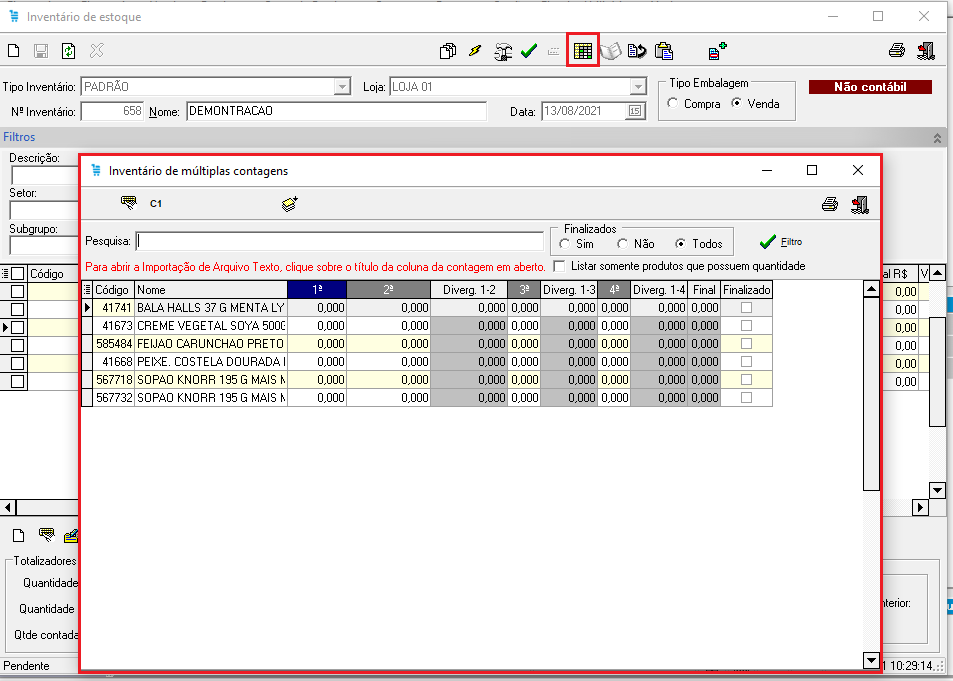 Inventário de estoque
Tipo Inventário: PADRÃO Loja: LOJA 01 Tipo Embalagem Não contábil
Compra Venda
Nº Inventário: 658 Nome: DEMONTRACAO Data: 13/08/2021 15
Filtros
Descrição:
Setor:
Subgrupo:
Código
Inventário de múltiplas contagens
C1
Pesquisa: Finalizados Sim Não Todos Filtro
Para abrir a Importação de Arquivo Texto, clique sobre o título da coluna da contagem em aberto. Listar somente produtos que possuem quantidade
Código Nome 1ª 2ª Diverg. 1-2 3ª Diverg. 1-3 4ª Diverg. 1-4 Final Finalizado
41741 BALA HALLS 37 G MENTA LY 0,000 0,000 0,000 0,000 0,000 0,000 0,000 0,000
41673 CREME VEGETAL SOYA 500G 0,000 0,000 0,000 0,000 0,000 0,000 0,000 0,000
585484 FEIJAO CARUNCHAO PRETO 0,000 0,000 0,000 0,000 0,000 0,000 0,000 0,000
41668 PEIXE. COSTELA DOURADA 0,000 0,000 0,000 0,000 0,000 0,000 0,000 0,000
567718 SOPAO KNORR 195 G MAIS 0,000 0,000 0,000 0,000 0,000 0,000 0,000 0,000
567732 SOPAO KNORR 195 G MAIS 0,000 0,000 0,000 0,000 0,000 0,000 0,000 0,000
al R$ V
0,00
0,00
0,00
0,00
0,00
0,00
Totalizadores
Quantidade
Quantidade
Qtde contada
nterior:
Pendente
1 10:29:14